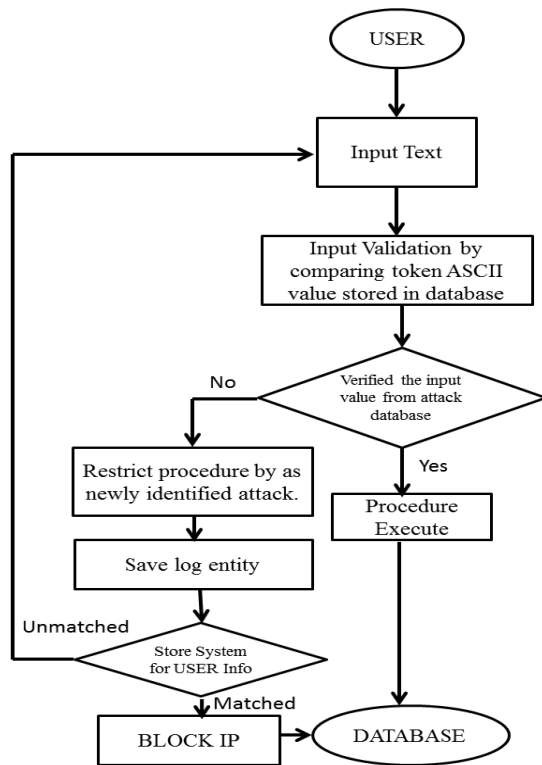 USER
Input Text
Input Validation by
comparing token ASCII
value stored in database
Verified the input
value from attack
database
No
Yes
Restrict procedure by as
newly identified attack.
Procedure
Execute
Save log entity
Unmatched
Store System
for USER Info
Matched
BLOCK IP
DATABASE